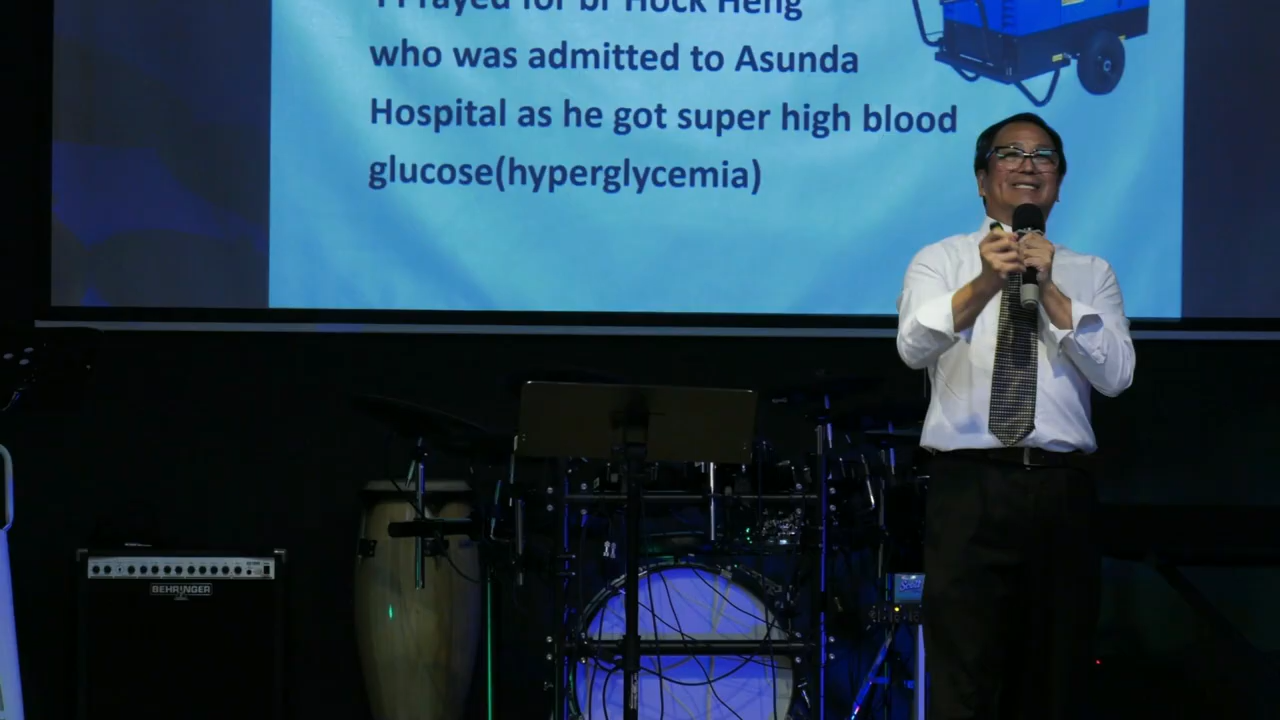 who was admitted to Asunda
Hospital as he got super high blood
glucose(hyperglycemia)
BEHRINGER